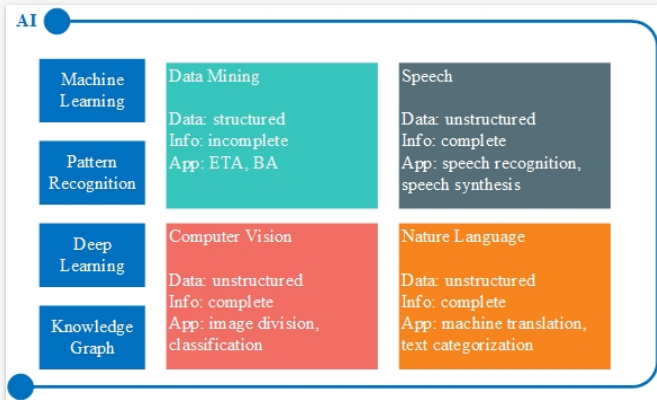 AI
Machine
Learning
Pattern
Recognition
Deep
Learning
Knowledge
Graph
Data Mining
Data: structured
Info: incomplete
App: ETA, BA
Speech
Data: unstructured
Info: complete
App: speech recognition,
speech synthesis
Computer Vision
Data: unstructured
Info: complete
App: image division,
classification
Nature Language
Data: unstructured
Info: complete
App: machine translation,
text categorization